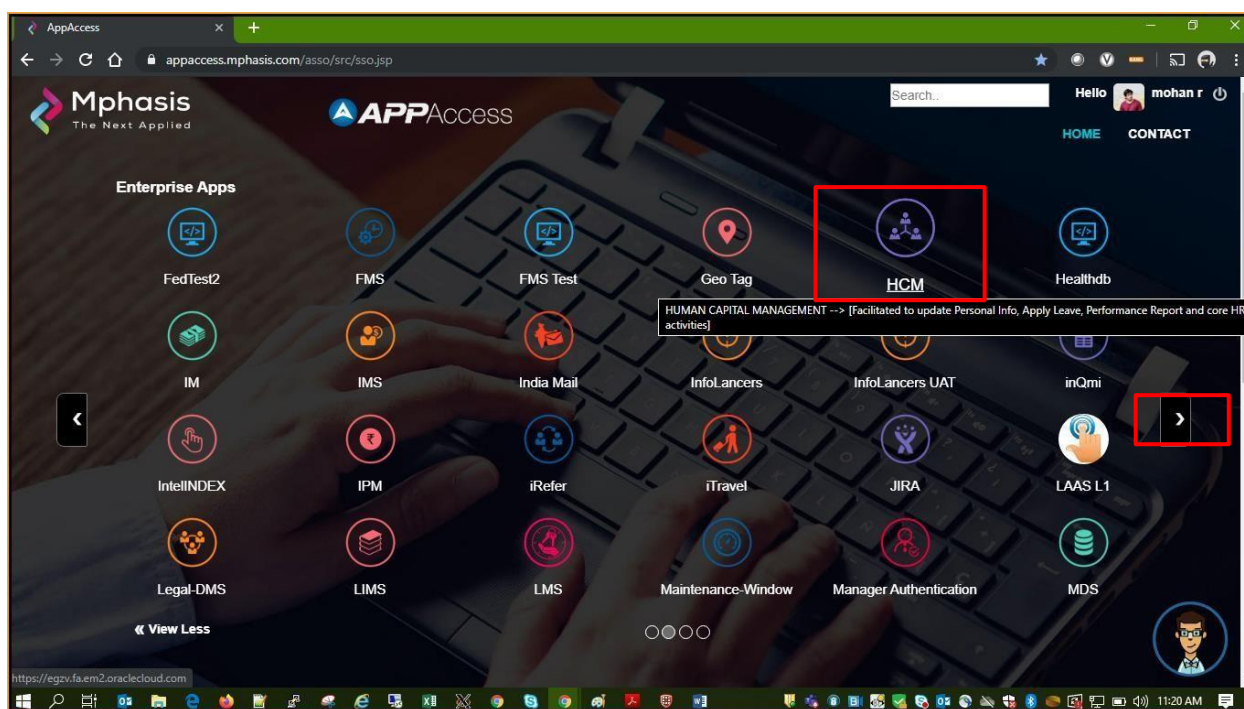 AppAccess
appaccess.mphasis.com/asso/src/sso.jsp
Mphasis
The Next Applied
APPAccess
Search..
Hello mohan r
HOME CONTACT
Enterprise Apps
FedTest2 FMS FMS Test Geo Tag HCM Healthdb
HUMAN CAPITAL MANAGEMENT --> [Facilitated to update Personal Info, Apply Leave, Performance Report and core HR
activities]
IM IMS India Mail InfoLancers InfoLancers UAT inQmi
IntelINDEX IPM iRefer iTravel JIRA LAAS L1
Legal-DMS LIMS LMS Maintenance-Window Manager Authentication MDS
« View Less
https://egzv.fa.em2.oraclecloud.com
11:20 AM